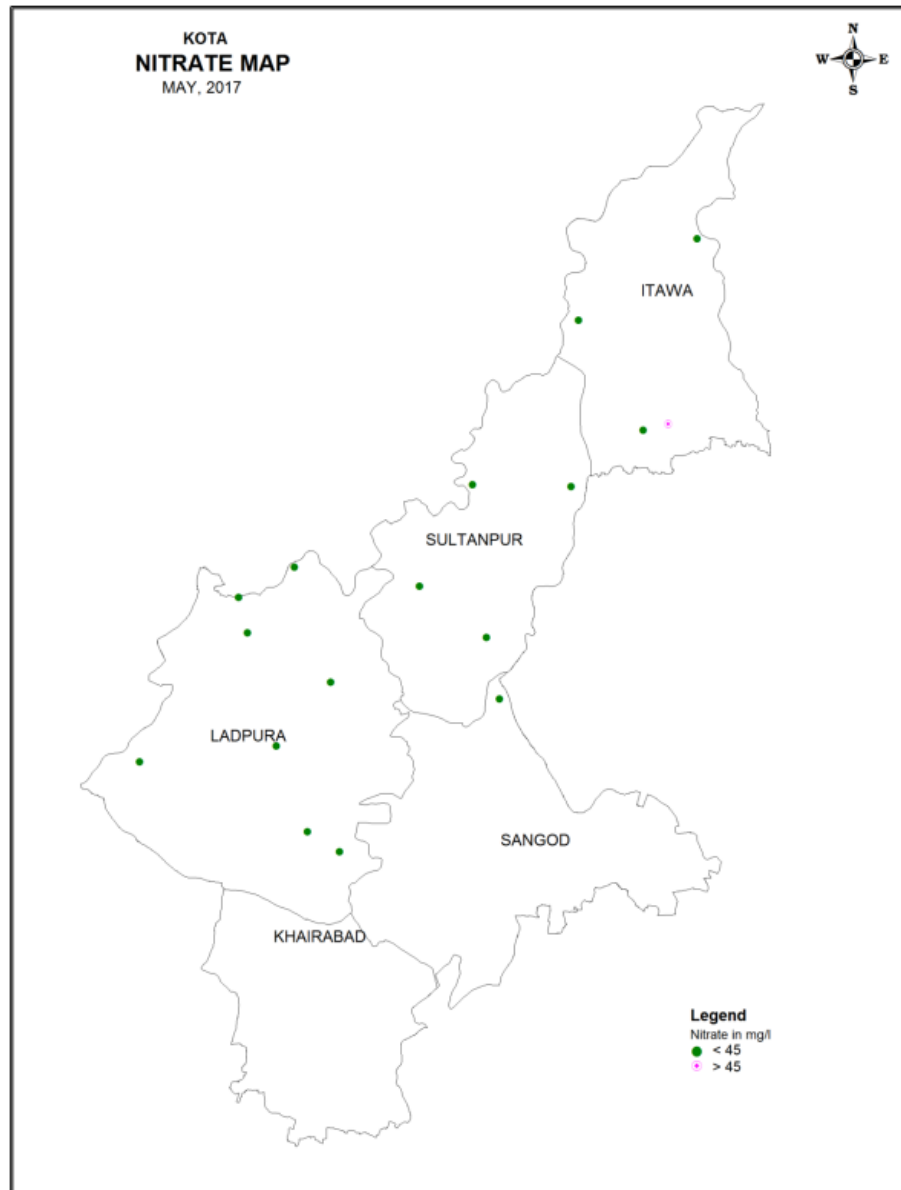 KOTA
NITRATE MAP
MAY, 2017
N
W E
S
ITAWA
SULTANPUR
LADPURA
SANGOD
KHAIRABAD
Legend
Nitrate in mg/l
< 45
> 45